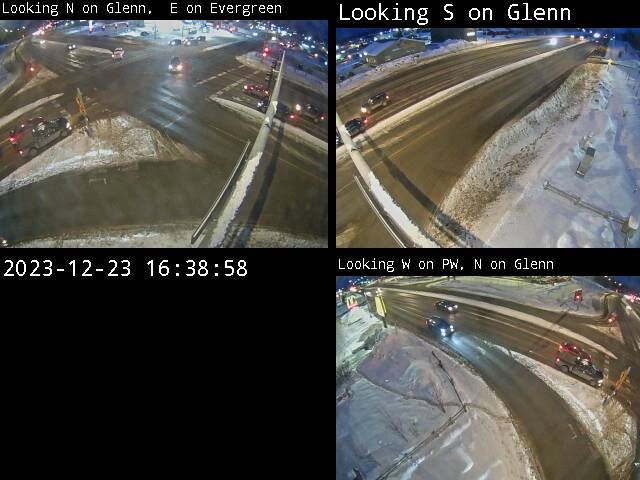 Looking N on Glenn,  E on Evergreen
Looking S on Glenn
2023-12-23 16:38:58
Looking W on PW, N on Glenn